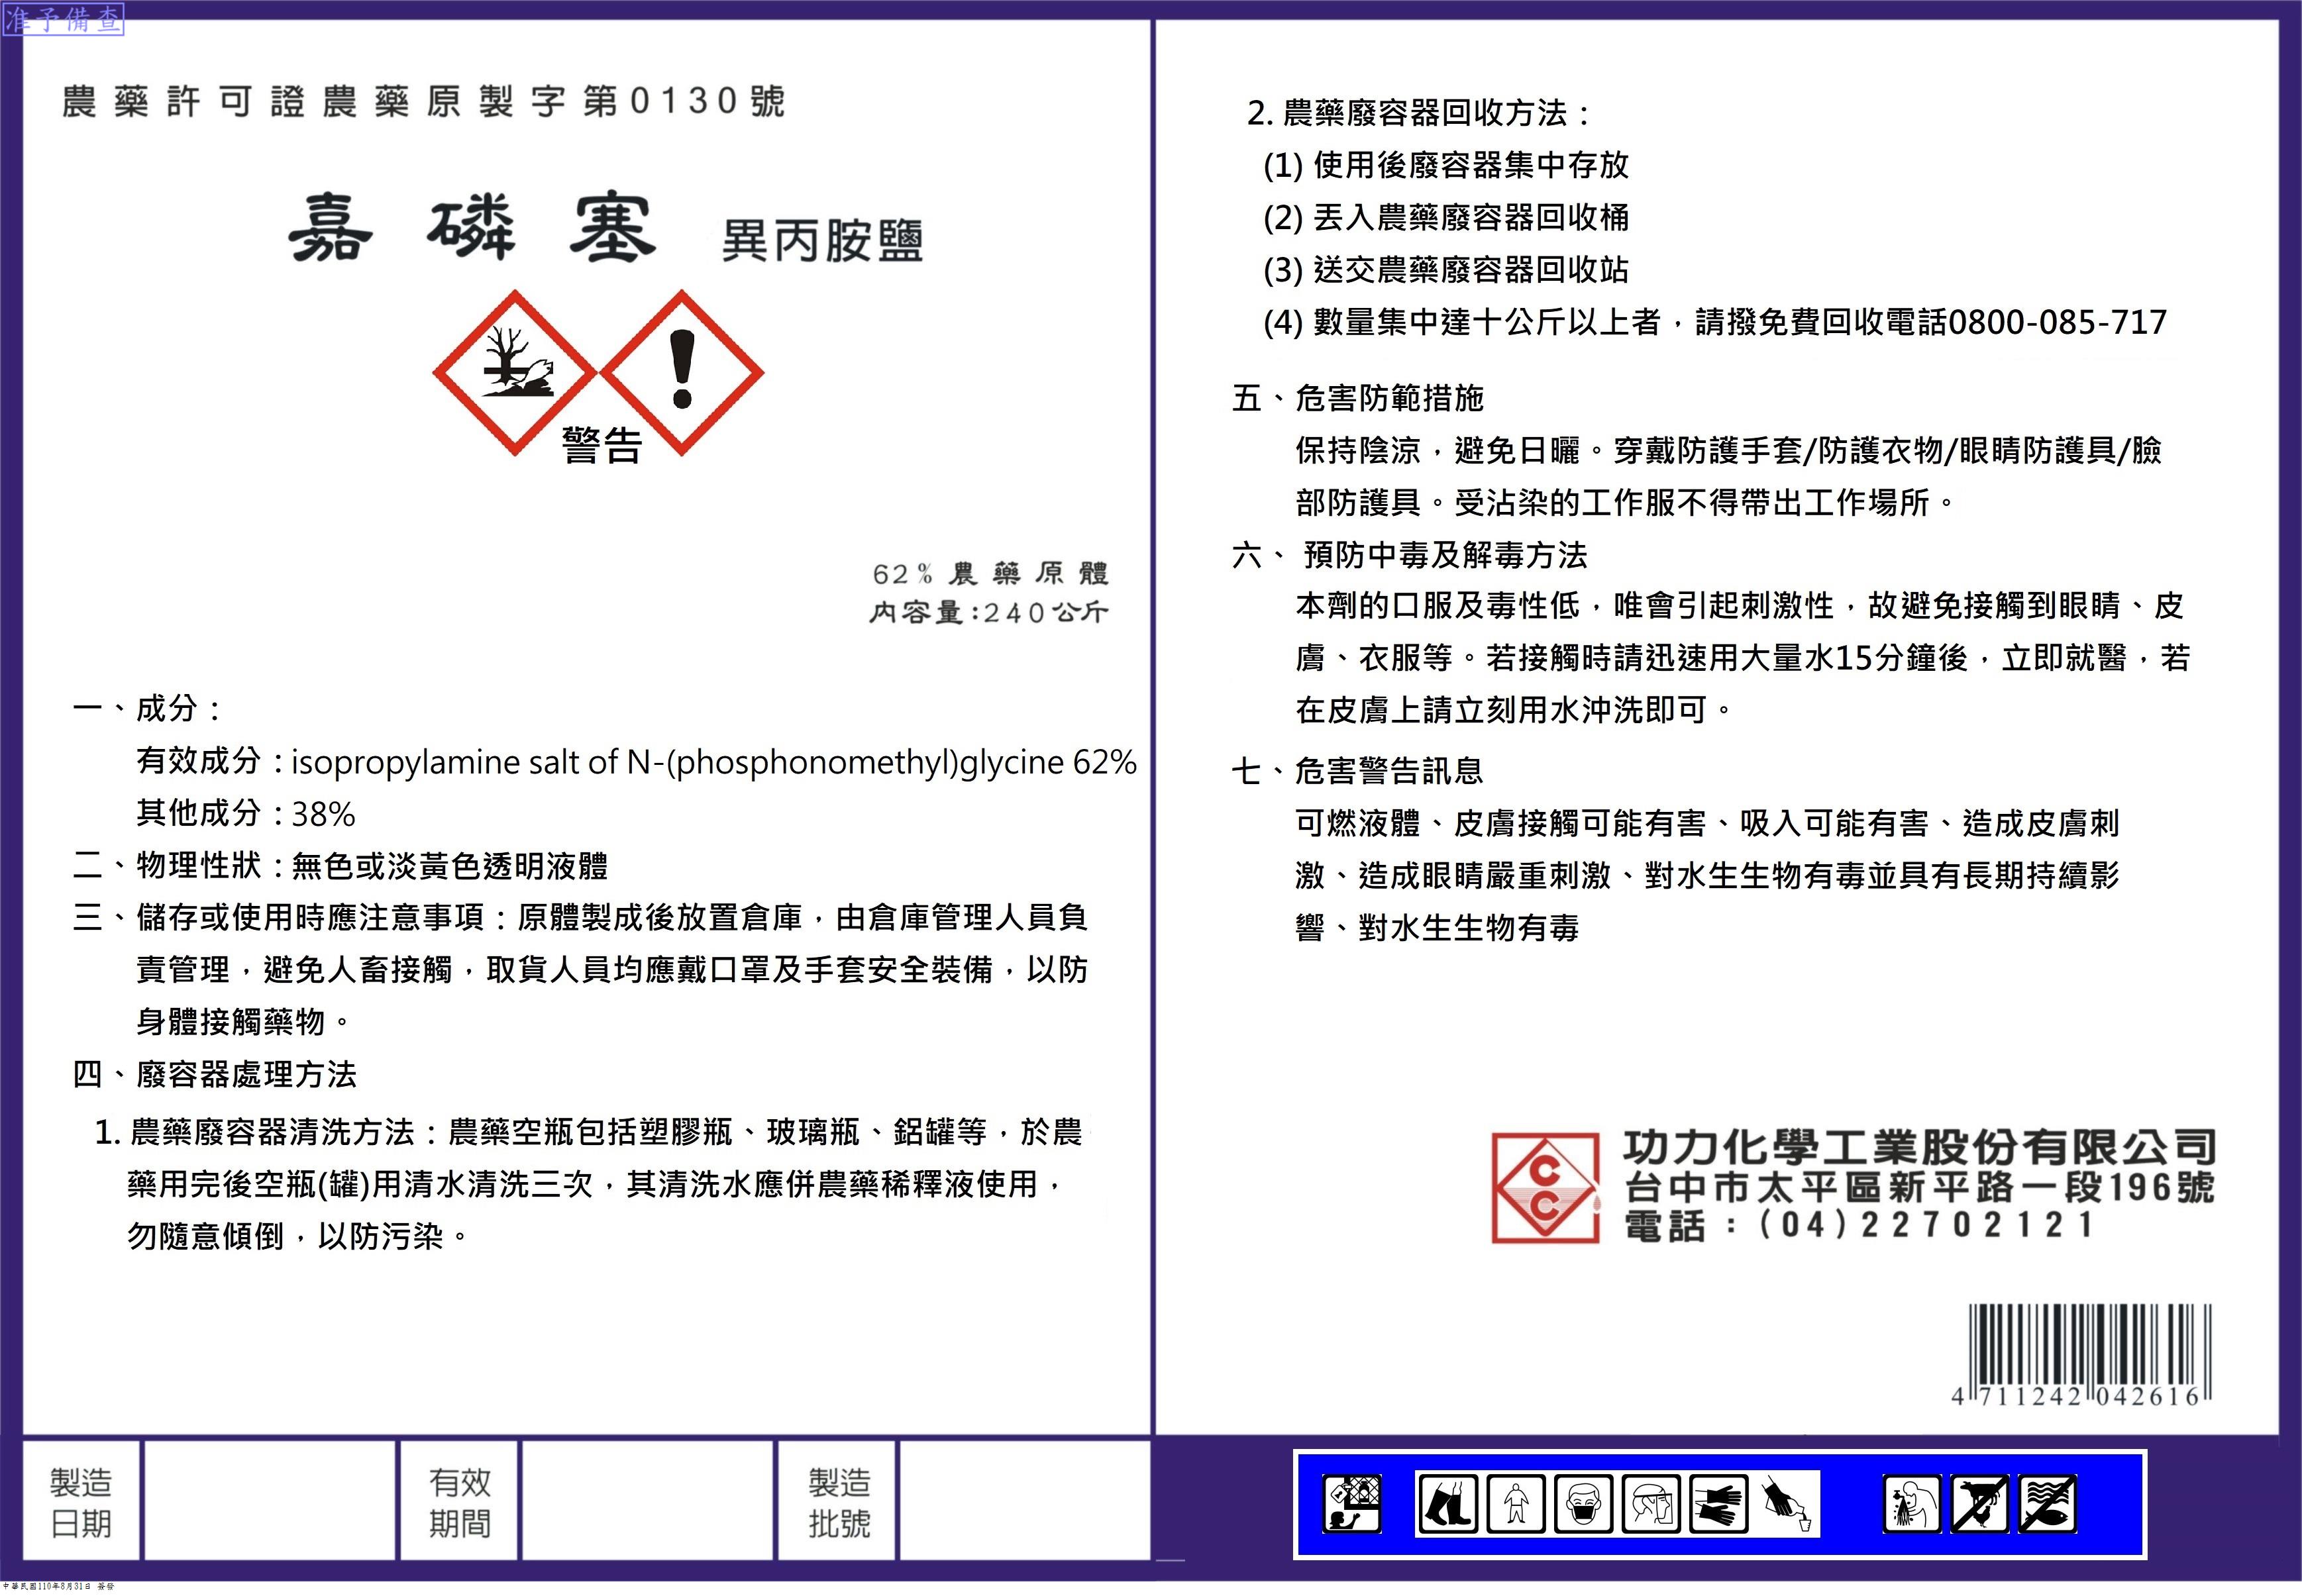 准予備查
農藥許可證農藥原製字第0130號
嘉磷塞 異丙胺鹽
警告
62%農藥原體
內容量:240公斤
一、成分：
有效成分：isopropylamine salt of N-(phosphonomethyl)glycine 62%
其他成分：38%
二、物理性狀：無色或淡黃色透明液體
三、儲存或使用時應注意事項：原體製成後放置倉庫，由倉庫管理人員負
責管理，避免人畜接觸，取貨人員均應戴口罩及手套安全裝備，以防
身體接觸藥物。
四、廢容器處理方法
1. 農藥廢容器清洗方法：農藥空瓶包括塑膠瓶、玻璃瓶、鋁罐等，於農
藥用完後空瓶(罐)用清水清洗三次，其清洗水應併農藥稀釋液使用，
勿隨意傾倒，以防污染。
製造
日期
有效
期間
製造
批號
2. 農藥廢容器回收方法：
(1) 使用後廢容器集中存放
(2) 丟入農藥廢容器回收桶
(3) 送交農藥廢容器回收站
(4) 數量集中達十公斤以上者，請撥免費回收電話0800-085-717
五、危害防範措施
保持陰涼，避免日曬。穿戴防護手套/防護衣物/眼睛防護具/臉
部防護具。受沾染的工作服不得帶出工作場所。
六、 預防中毒及解毒方法
本劑的口服及毒性低，唯會引起刺激性，故避免接觸到眼睛、皮
膚、衣服等。若接觸時請迅速用大量水15分鐘後，立即就醫，若
在皮膚上請立刻用水沖洗即可。
七、危害警告訊息
可燃液體、皮膚接觸可能有害、吸入可能有害、造成皮膚刺
激、造成眼睛嚴重刺激、對水生生物有毒並具有長期持續影
響、對水生生物有毒
CC
功力化學工業股份有限公司
台中市太平區新平路一段196號
電話：(04)22702121
4 711242 042616
中華民國110年8月31日 簽發